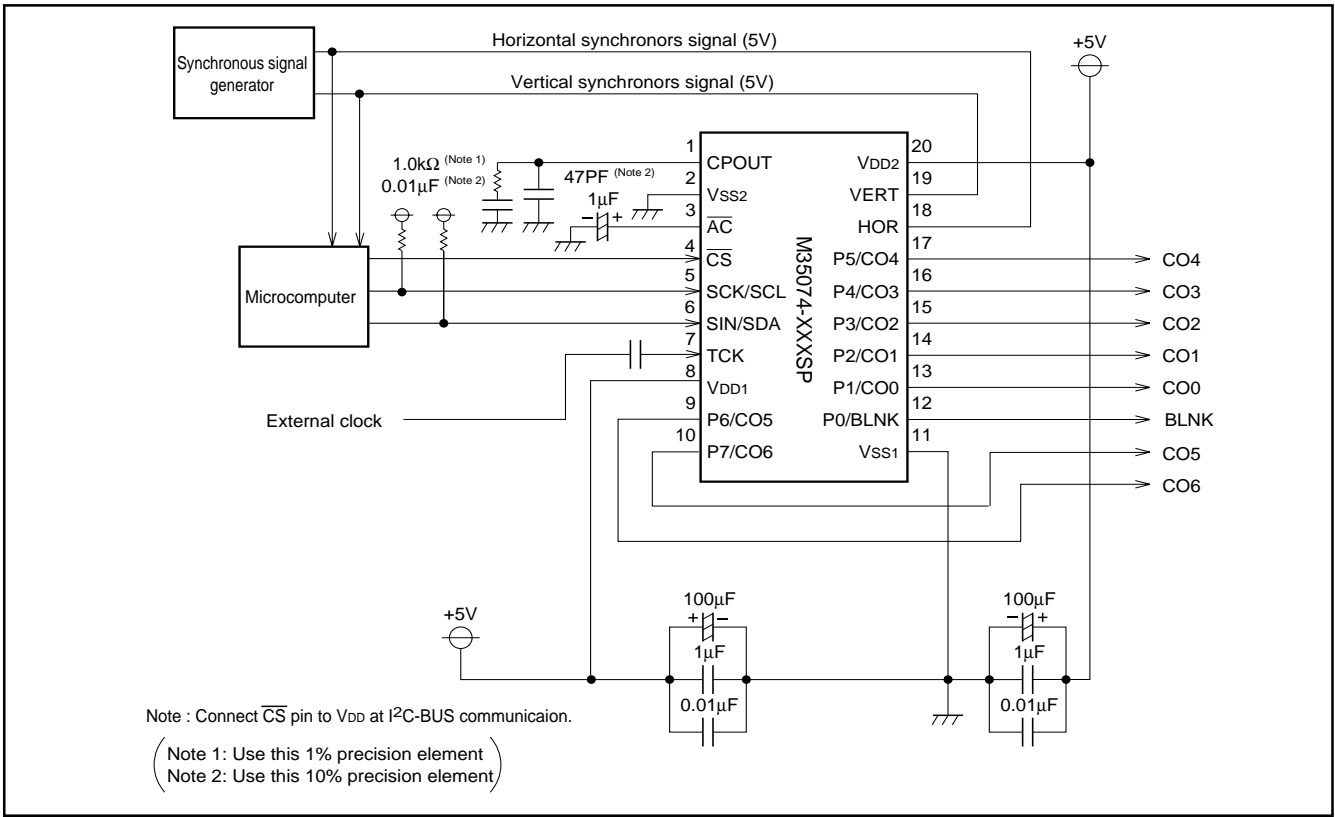 Synchronous signal
generator
Horizontal synchronors signal (5V)
Vertical synchronors signal (5V)
+5V
1.0kΩ (Note 1)
0.01μF (Note 2)
47PF (Note 2)
1μF
– +
Microcomputer
External clock
1
CPOUT
2
VSS2
3
AC
4
CS
5
SCK/SCL
6
SIN/SDA
7
TCK
8
VDD1
9
P6/CO5
10
P7/CO6
M35074-XXXSP
20
VDD2
19
VERT
18
HOR
17
P5/CO4
16
P4/CO3
15
P3/CO2
14
P2/CO1
13
P1/CO0
12
P0/BLNK
11
VSS1
CO4
CO3
CO2
CO1
CO0
BLNK
CO5
CO6
+5V
100μF
+ –
1μF
0.01μF
100μF
– +
1μF
0.01μF
Note : Connect CS pin to VDD at I2C-BUS communicaion.
Note 1: Use this 1% precision element
Note 2: Use this 10% precision element